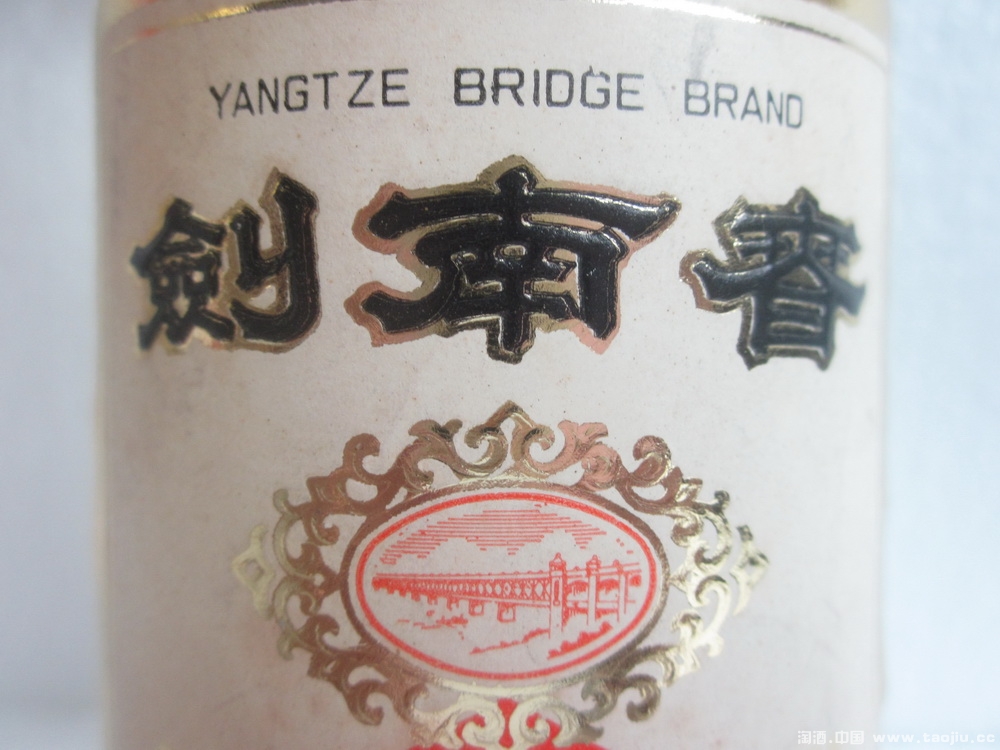 YANGTZE BRIDGE BRAND
劍南春
淘酒.中国 www.taojiu.cc